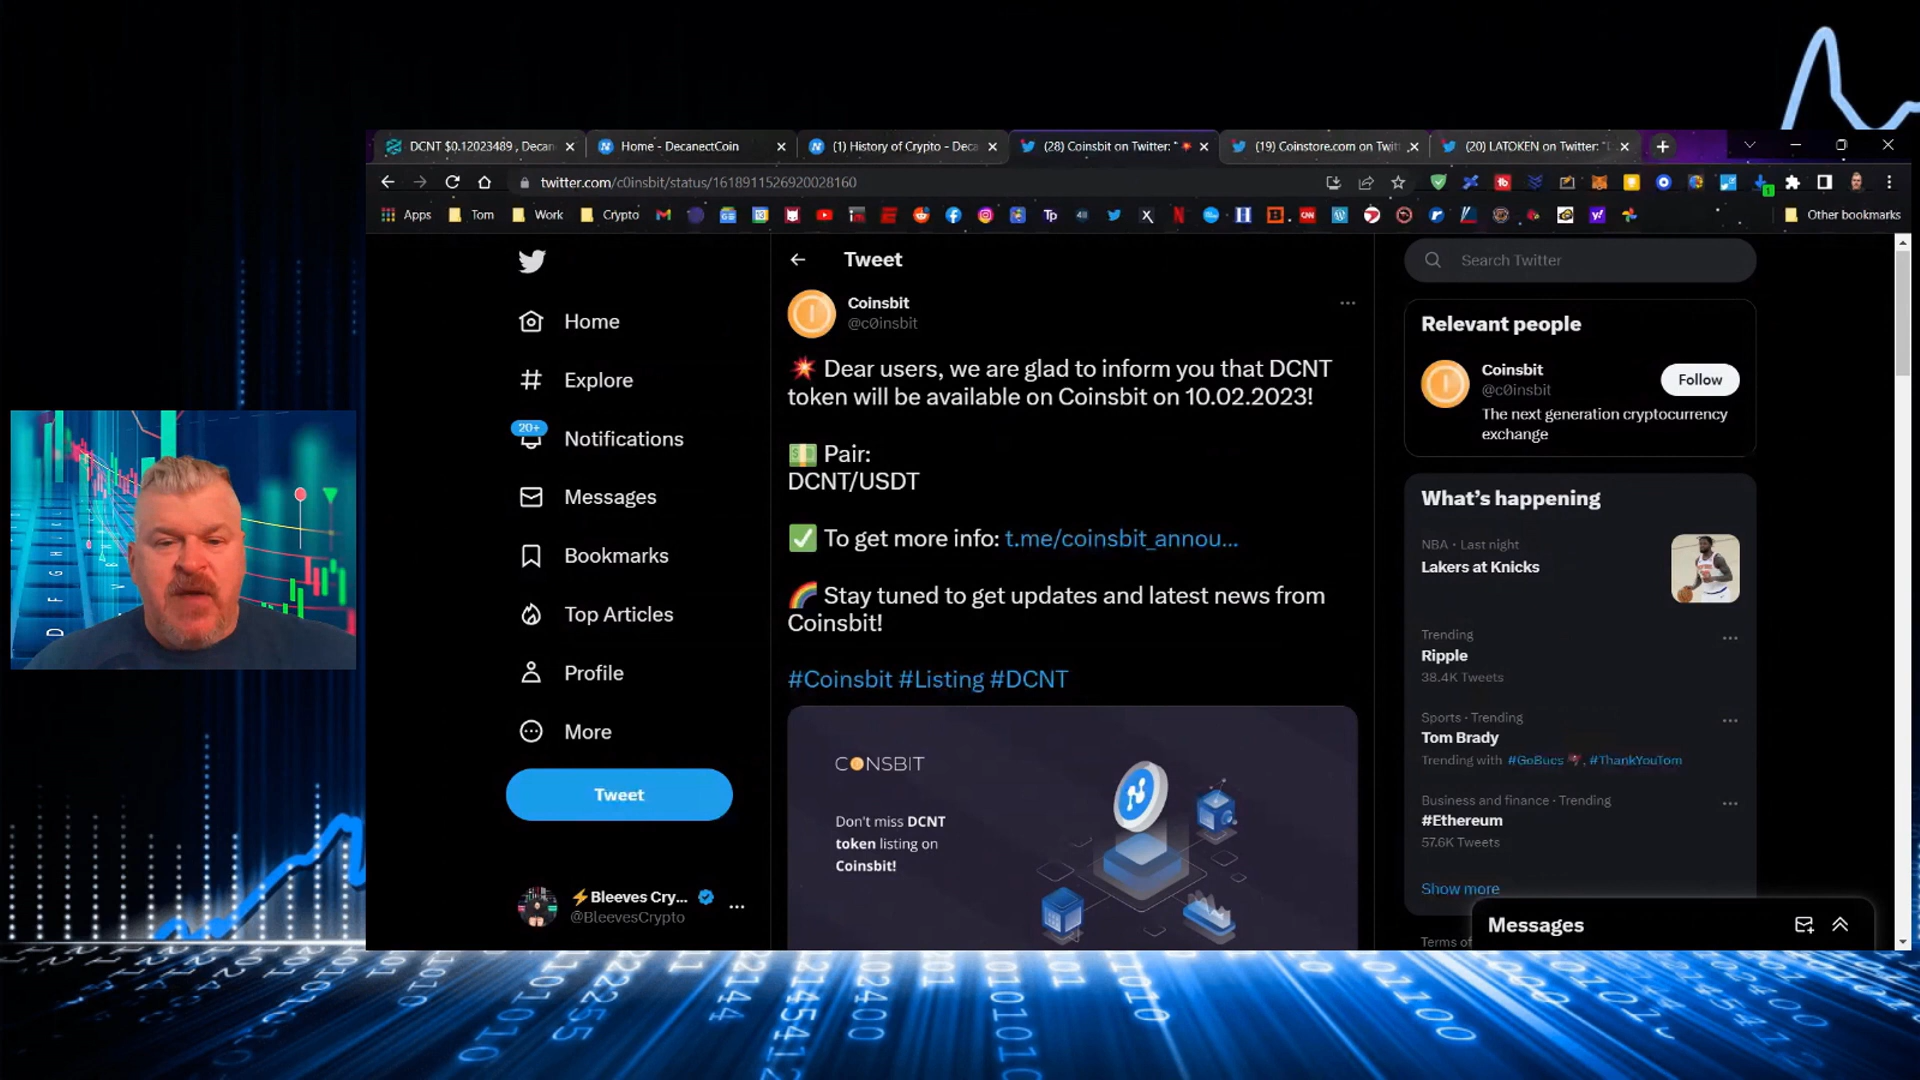 DCNT $0.12023489 , Decan
Home - DecanectCoin
(1) History of Crypto - Deca
(28) Coinsbit on Twitter: "
(19) Coinstore.com on Twitt
(20) LATOKEN on Twitter: "
twitter.com/c0insbit/status/1618911526920028160
Apps
Tom
Work
Crypto
Other bookmarks
Home
Explore
20+
Notifications
Messages
Bookmarks
Top Articles
Profile
More
Tweet
⚡Bleeves Cry...
@BleevesCrypto
Tweet
Coinsbit
@c0insbit
💥 Dear users, we are glad to inform you that DCNT
token will be available on Coinsbit on 10.02.2023!
💵 Pair:
DCNT/USDT
✅ To get more info: t.me/coinsbit_annou...
🌈 Stay tuned to get updates and latest news from
Coinsbit!
#Coinsbit #Listing #DCNT
CONSBIT
Don't miss DCNT
token listing on
Coinsbit!
Search Twitter
Relevant people
Coinsbit
@c0insbit
Follow
The next generation cryptocurrency
exchange
What's happening
NBA · Last night
Lakers at Knicks
Trending
Ripple
38.4K Tweets
Sports · Trending
Tom Brady
Trending with #GoBucs, #ThankYouTom
Business and finance · Trending
#Ethereum
57.6K Tweets
Show more
Messages
Terms of